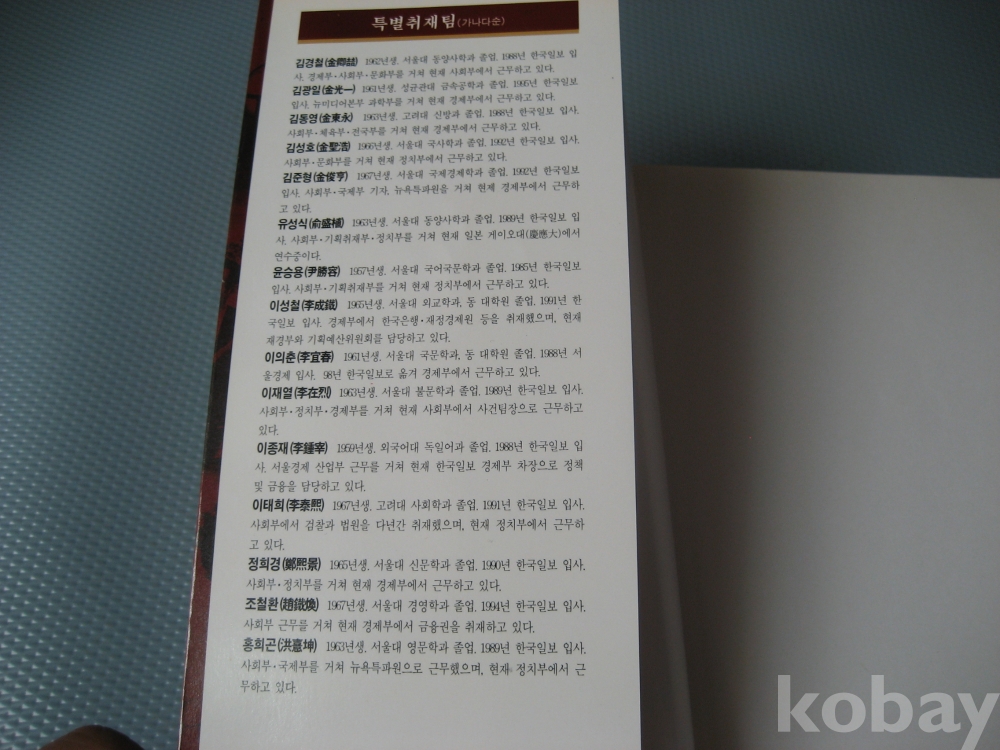 특별취재팀(가나다순)
김경철(金卿喆) 1962년생. 서울대 동양사학과 졸업. 1988년 한국일보 입
사. 경제부·사회부·문화부를 거쳐 현재 사회부에서 근무하고 있다.
김광일(金光一) 1961년생. 성균관대 금속공학과 졸업. 1995년 한국일보
입사. 뉴미디어본부 과학부를 거쳐 현재 경제부에서 근무하고 있다.
김동영(金東永) 1963년생. 고려대 신방과 졸업. 1988년 한국일보 입사.
사회부·체육부·전국부를 거쳐 현재 경제부에서 근무하고 있다.
김성호(金聖浩) 1966년생. 서울대 국사학과 졸업. 1992년 한국일보 입사.
사회부·문화부를 거쳐 현재 정치부에서 근무하고 있다.
김준형(金俊亨) 1967년생. 서울대 국제경제학과 졸업. 1992년 한국일보
입사. 사회부·국제부 기자, 뉴욕특파원을 거쳐 현재 경제부에서 근무하
고 있다.
유성식(兪盛植) 1963년생. 서울대 동양사학과 졸업. 1989년 한국일보 입
사. 사회부·기획취재부·정치부를 거쳐 현재 일본 게이오대(慶應大)에서
연수중이다.
윤승용(尹勝容) 1957년생. 서울대 국어국문학과 졸업. 1985년 한국일보
입사. 사회부·기획취재부를 거쳐 현재 정치부에서 근무하고 있다.
이성철(李成鐵) 1965년생. 서울대 외교학과, 동 대학원 졸업. 1991년 한
국일보 입사. 경제부에서 한국은행·재정경제원 등을 취재했으며, 현재
재경부와 기획예산위원회를 담당하고 있다.
이의춘(李宜春) 1961년생. 서울대 국문학과, 동 대학원 졸업. 1988년 서
울경제 입사. 98년 한국일보로 옮겨 경제부에서 근무하고 있다.
이재열(李在烈) 1963년생. 서울대 불문학과 졸업. 1989년 한국일보 입사.
사회부·정치부·경제부를 거쳐 현재 사회부에서 사건팀장으로 근무하고
있다.
이종재(李鍾宰) 1959년생. 외국어대 독일어과 졸업. 1988년 한국일보 입
사. 서울경제 산업부 근무를 거쳐 현재 한국일보 경제부 차장으로 정책
및 금융을 담당하고 있다.
이태희(李泰熙) 1967년생. 고려대 사회학과 졸업. 1991년 한국일보 입사.
사회부에서 검찰과 법원을 다년간 취재했으며, 현재 정치부에서 근무하
고 있다.
정희경(鄭熙景) 1965년생. 서울대 신문학과 졸업. 1990년 한국일보 입사.
사회부·정치부를 거쳐 현재 경제부에서 근무하고 있다.
조철환(趙鐵煥) 1967년생. 서울대 경영학과 졸업. 1994년 한국일보 입사.
사회부 근무를 거쳐 현재 경제부에서 금융권을 취재하고 있다.
홍희곤(洪憙坤) 1963년생. 서울대 영문학과 졸업. 1989년 한국일보 입사.
사회부·국제부를 거쳐 뉴욕특파원으로 근무했으며, 현재 정치부에서 근
무하고 있다.
kobay